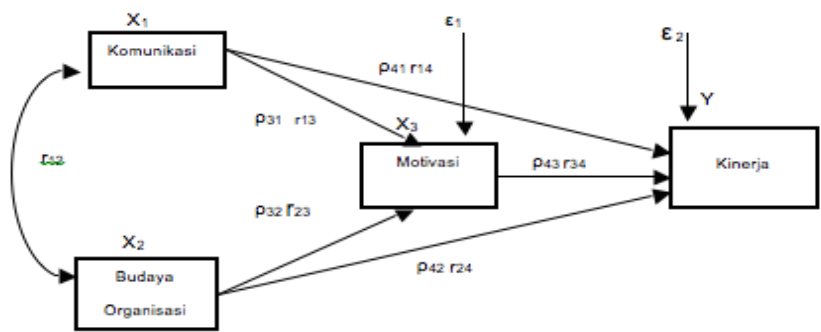 X1
Komunikasi
ε1
ε2
ρ41 r14
Y
ρ31 r13
X3
Motivasi
ρ43 r34
Kinerja
r12
ρ32 r23
X2
ρ42 r24
Budaya
Organisasi